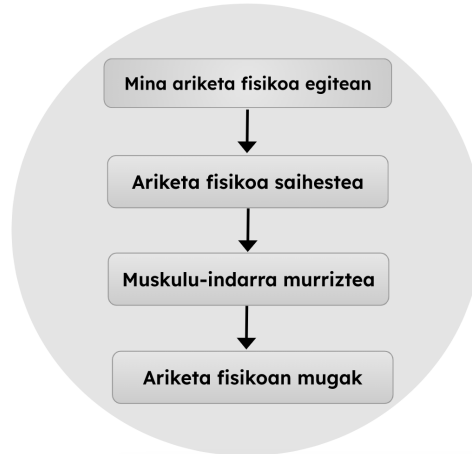 Mina ariketa fisikoa egitean
Ariketa fisikoa saihestea
Muskulu-indarra murriztea
Ariketa fisikoan mugak